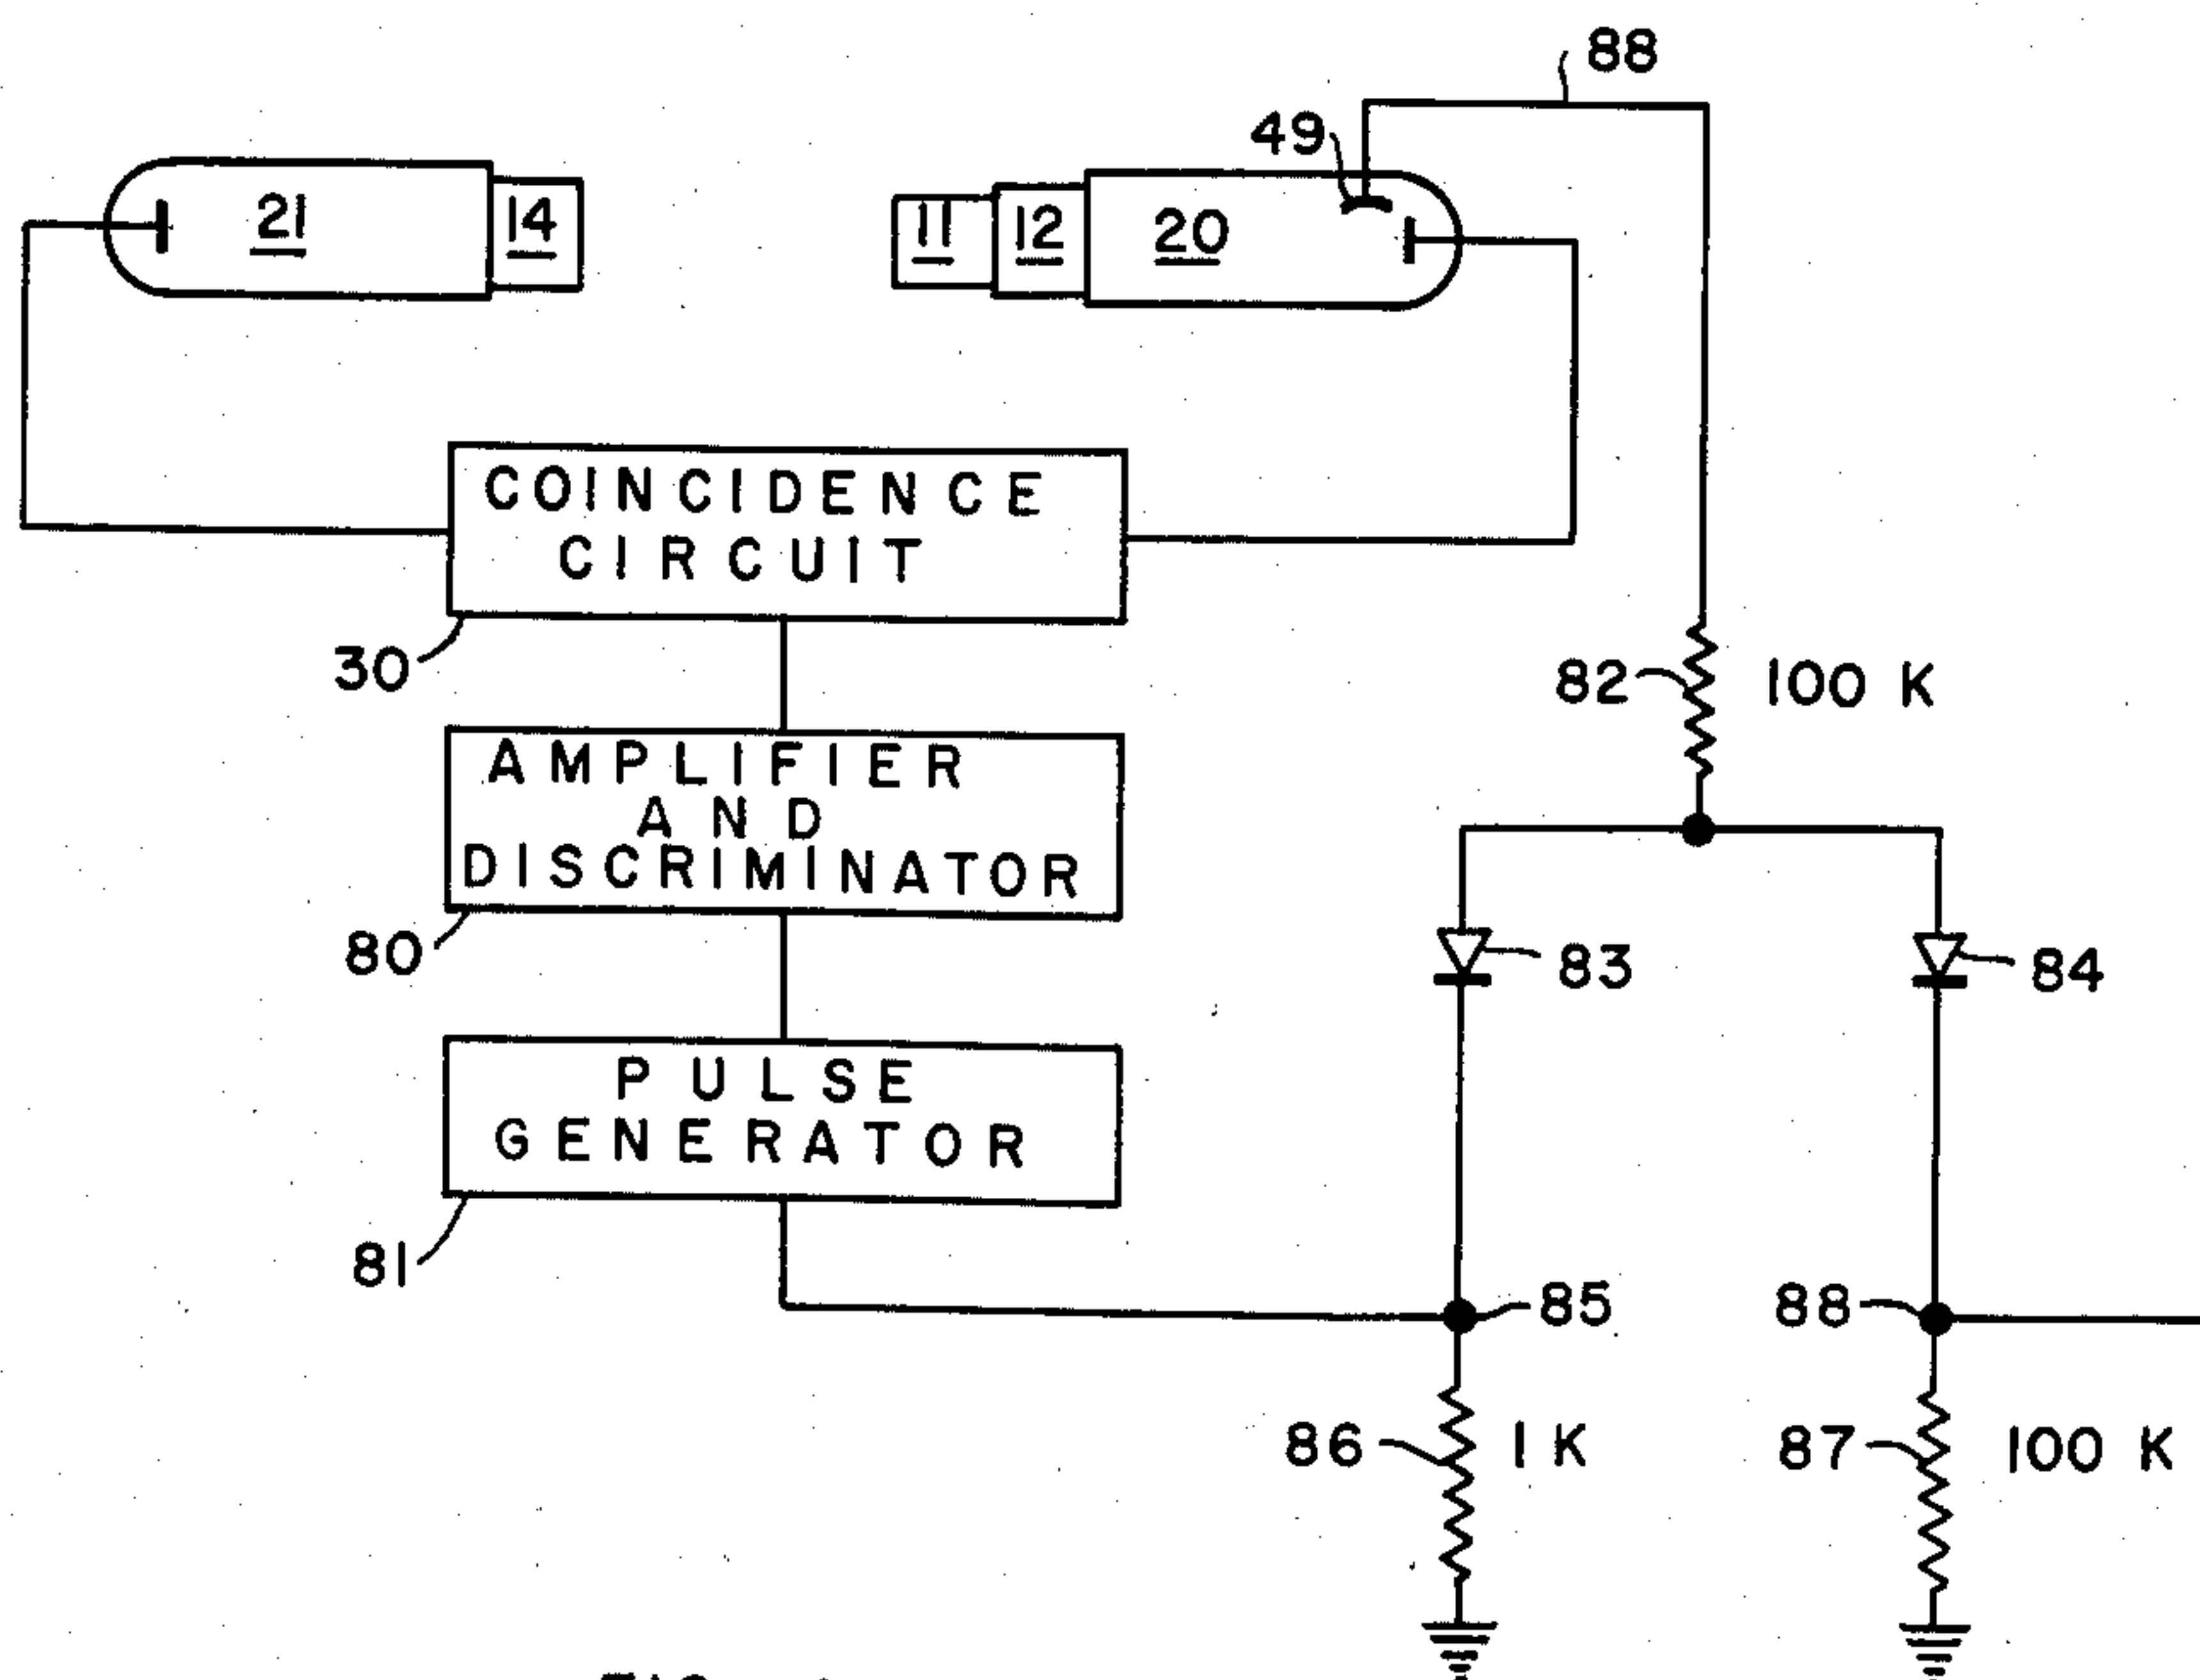 88
49
21
14
11
12
20
COINCIDENCE
CIRCUIT
30
82
100 K
AMPLIFIER
AND
DISCRIMINATOR
80
83
84
PULSE
GENERATOR
81
85
88
86
1 K
87
100 K